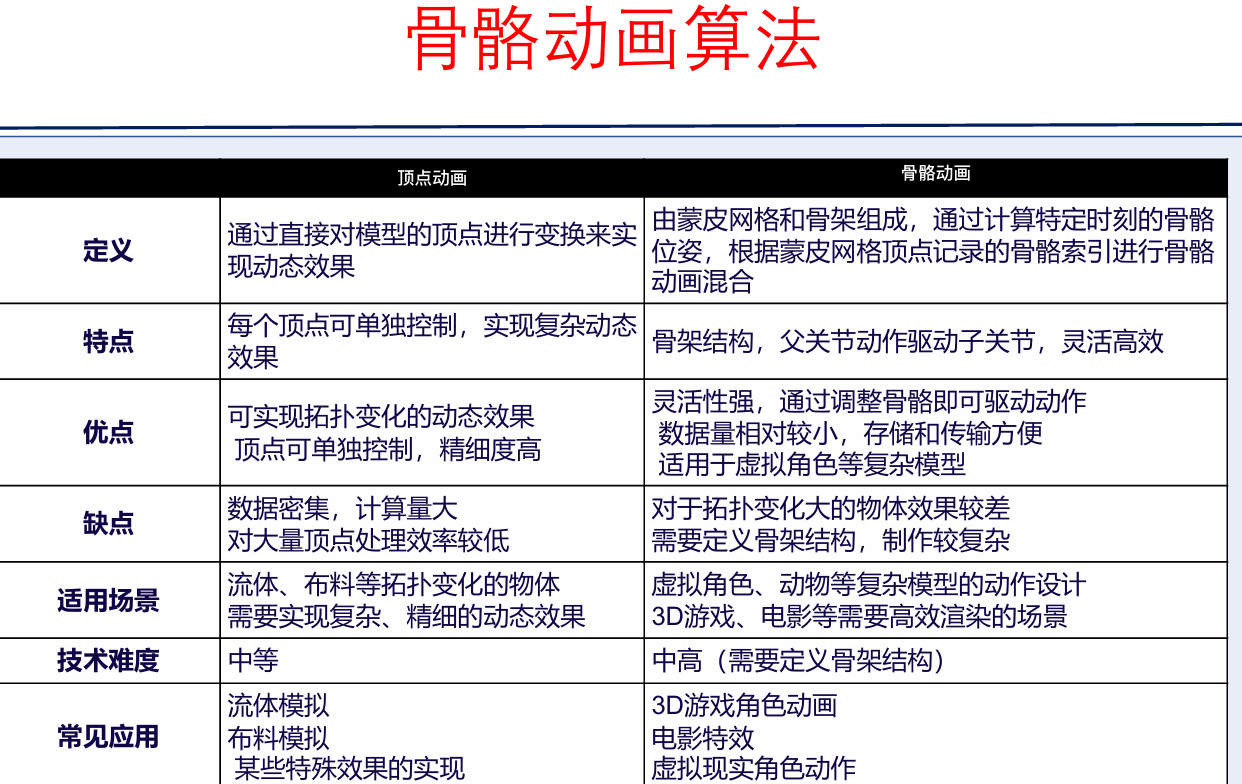 骨骼动画算法
顶点动画
骨骼动画
定义
通过直接对模型的顶点进行变换来实
现动态效果
由蒙皮网格和骨架组成，通过计算特定时刻的骨骼
位姿，根据蒙皮网格顶点记录的骨骼索引进行骨骼
动画混合
特点
每个顶点可单独控制，实现复杂动态
效果
骨架结构，父关节动作驱动子关节，灵活高效
优点
可实现拓扑变化的动态效果
顶点可单独控制，精细度高
灵活性强，通过调整骨骼即可驱动动作
数据量相对较小，存储和传输方便
适用于虚拟角色等复杂模型
缺点
数据密集，计算量大
对大量顶点处理效率较低
对于拓扑变化大的物体效果较差
需要定义骨架结构，制作较复杂
适用场景
流体、布料等拓扑变化的物体
需要实现复杂、精细的动态效果
虚拟角色、动物等复杂模型的动作设计
3D游戏、电影等需要高效渲染的场景
技术难度
中等
中高（需要定义骨架结构）
常见应用
流体模拟
布料模拟
某些特殊效果的实现
3D游戏角色动画
电影特效
虚拟现实角色动作